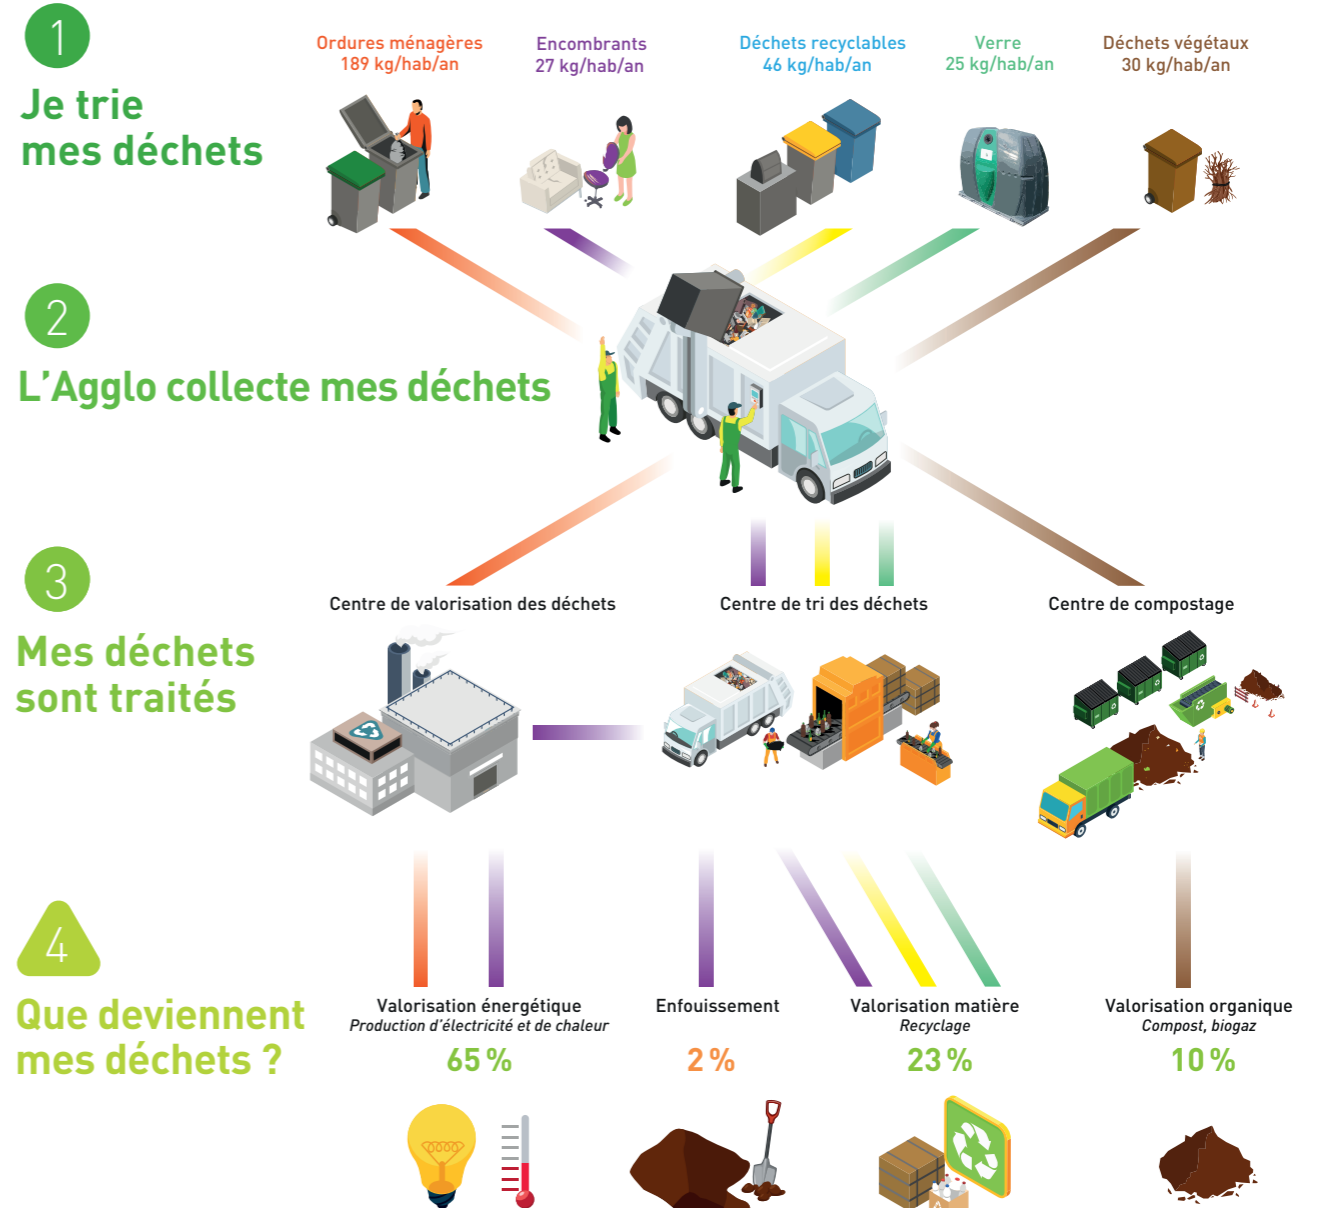 1
Je trie
mes déchets
Ordures ménagères
189 kg/hab/an
Encombrants
27 kg/hab/an
Déchets recyclables
46 kg/hab/an
Verre
25 kg/hab/an
Déchets végétaux
30 kg/hab/an
2
L'Agglo collecte mes déchets
3
Mes déchets
sont traités
Centre de valorisation des déchets
Centre de tri des déchets
Centre de compostage
4
Que deviennent
mes déchets ?
Valorisation énergétique
Production d'électricité et de chaleur
65 %
Enfouissement
2 %
Valorisation matière
Recyclage
23 %
Valorisation organique
Compost, biogaz
10 %